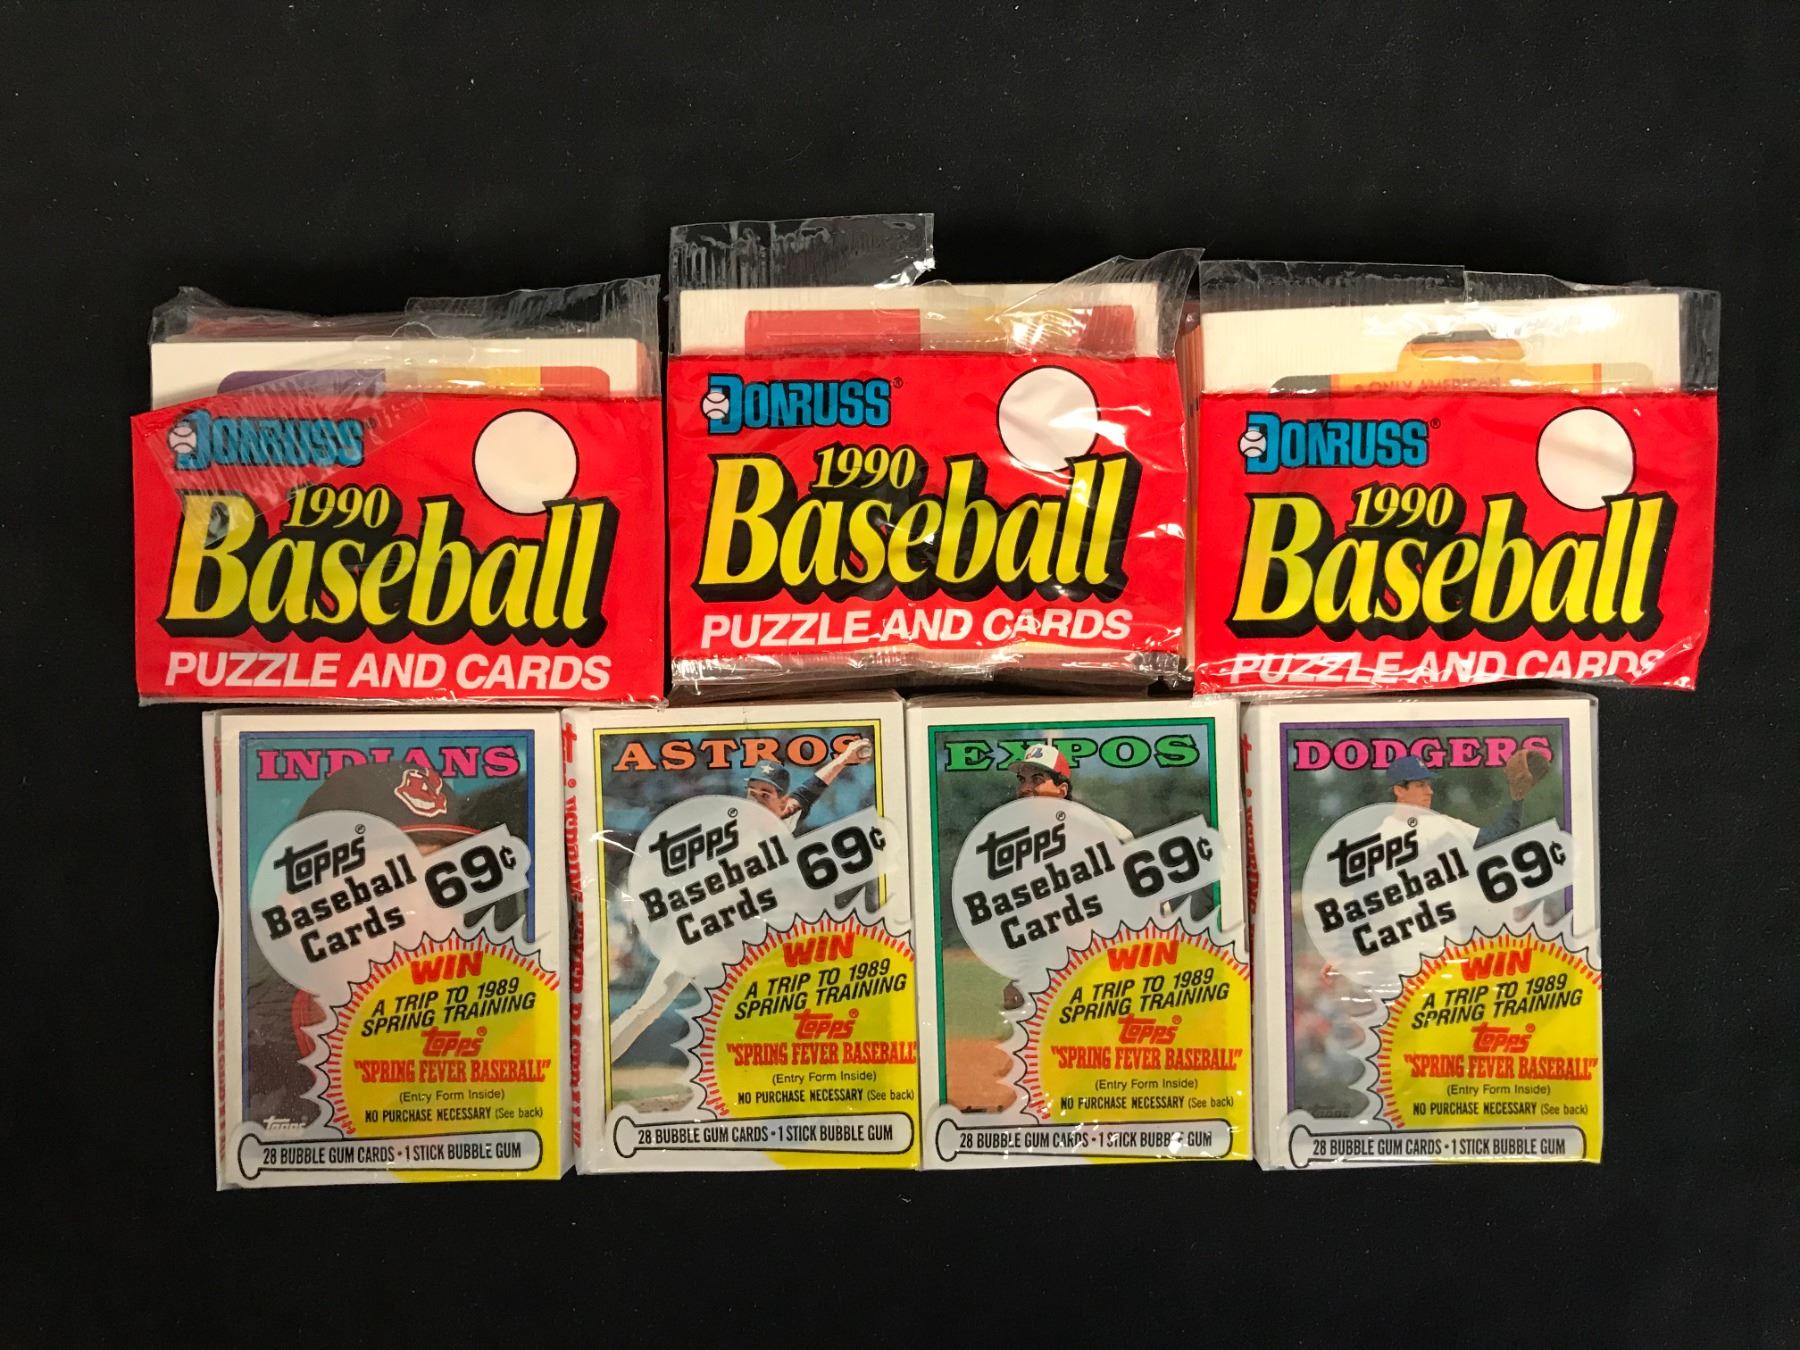 DONRUSS®
1990
Baseball
PUZZLE AND CARDS
DONRUSS®
1990
Baseball
PUZZLE AND CARDS
ONLY AMERICAN
DONRUSS®
1990
Baseball
PUZZLE AND CARDS
INDIANS
topps®
Baseball
Cards
69¢
WIN
A TRIP TO 1989
SPRING TRAINING
topps®
"SPRING FEVER BASEBALL"
(Entry Form Inside)
NO PURCHASE NECESSARY (See back)
topps
28 BUBBLE GUM CARDS • 1 STICK BUBBLE GUM
ASTROS
topps®
Baseball
Cards
69¢
WIN
A TRIP TO 1989
SPRING TRAINING
topps®
"SPRING FEVER BASEBALL
(Entry Form Inside)
NO PURCHASE NECESSARY (See back)
28 BUBBLE GUM CARDS • 1 STICK BUBBLE GUM
EXPOS
topps®
Baseball
Cards
69¢
WIN
A TRIP TO 1989
SPRING TRAINING
topps®
"SPRING FEVER BASEBALL"
(Entry Form Inside)
NO PURCHASE NECESSARY (See back)
28 BUBBLE GUM CARDS • 1 STICK BUBBLE GUM
DODGERS
topps®
Baseball
Cards
69¢
WIN
A TRIP TO 1989
SPRING TRAINING
topps®
"SPRING FEVER BASEBALL"
(Entry Form Inside)
NO PURCHASE NECESSARY (See back)
28 BUBBLE GUM CARDS • 1 STICK BUBBLE GUM